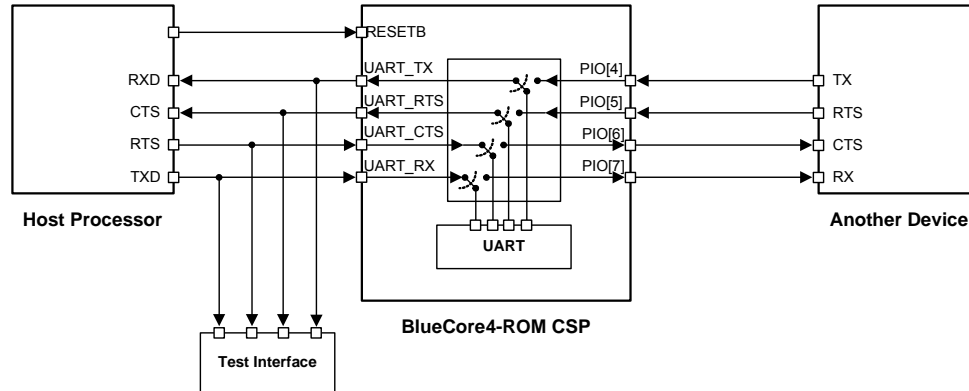 RESETB
RXD
UART_TX
PIO[4]
TX
CTS
UART_RTS
PIO[5]
RTS
RTS
UART_CTS
PIO[6]
CTS
TXD
UART_RX
PIO[7]
RX
Host Processor
Another Device
UART
BlueCore4-ROM CSP
Test Interface